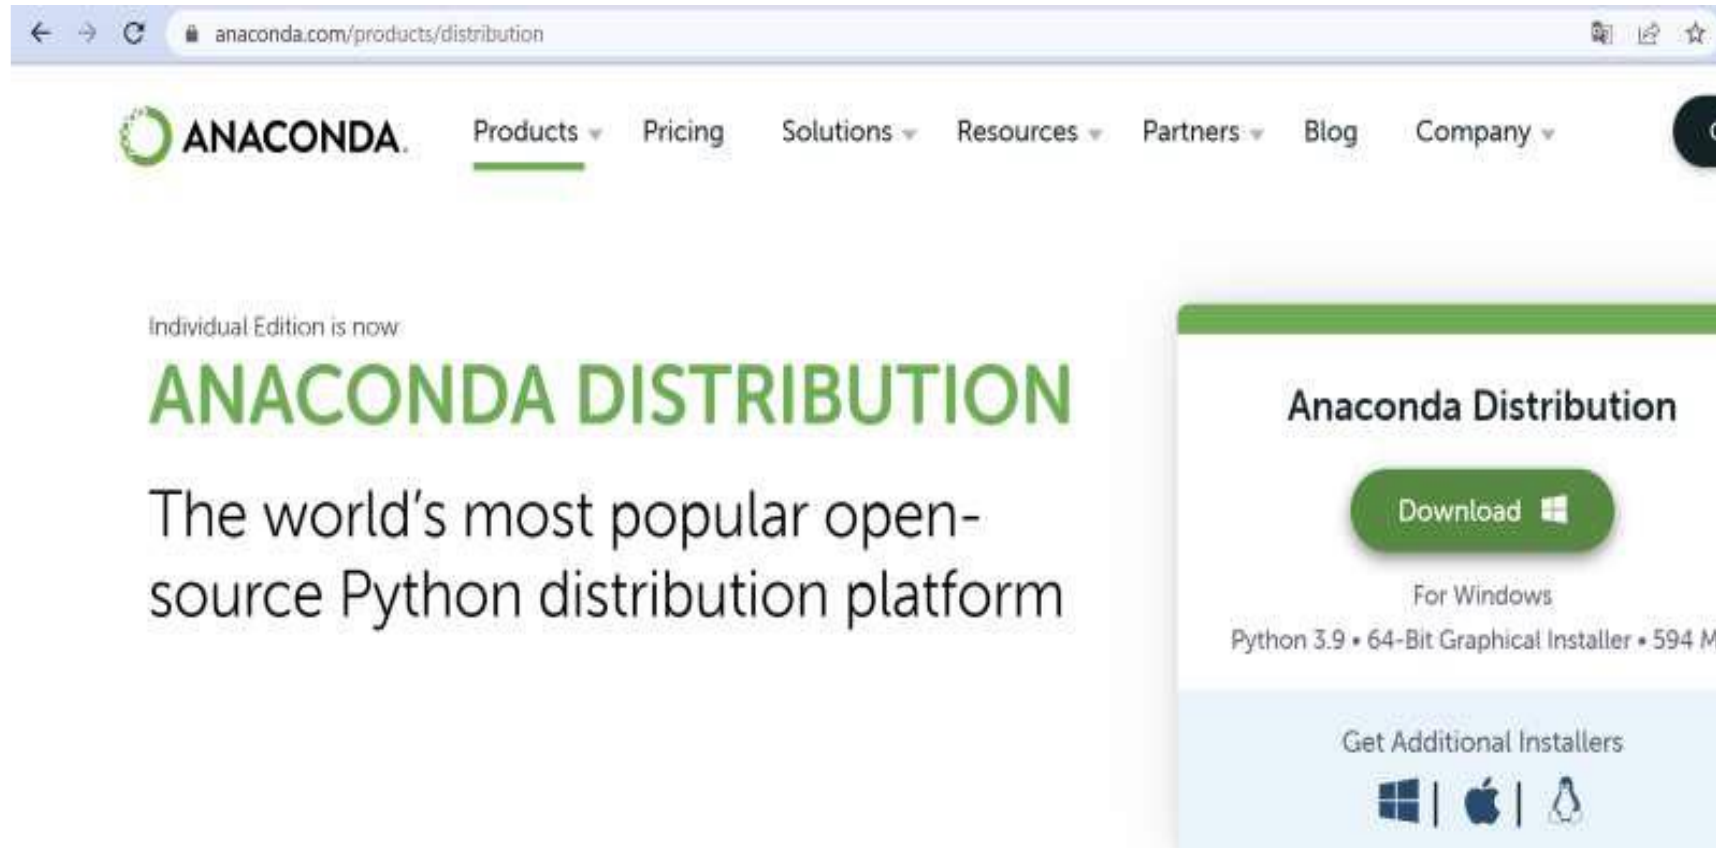 anaconda.com/products/distribution
ANACONDA. Products Pricing Solutions Resources Partners Blog Company
Individual Edition is now
ANACONDA DISTRIBUTION
The world's most popular open-
source Python distribution platform
Anaconda Distribution
Download
For Windows
Python 3.9 • 64-Bit Graphical Installer • 594 M
Get Additional Installers